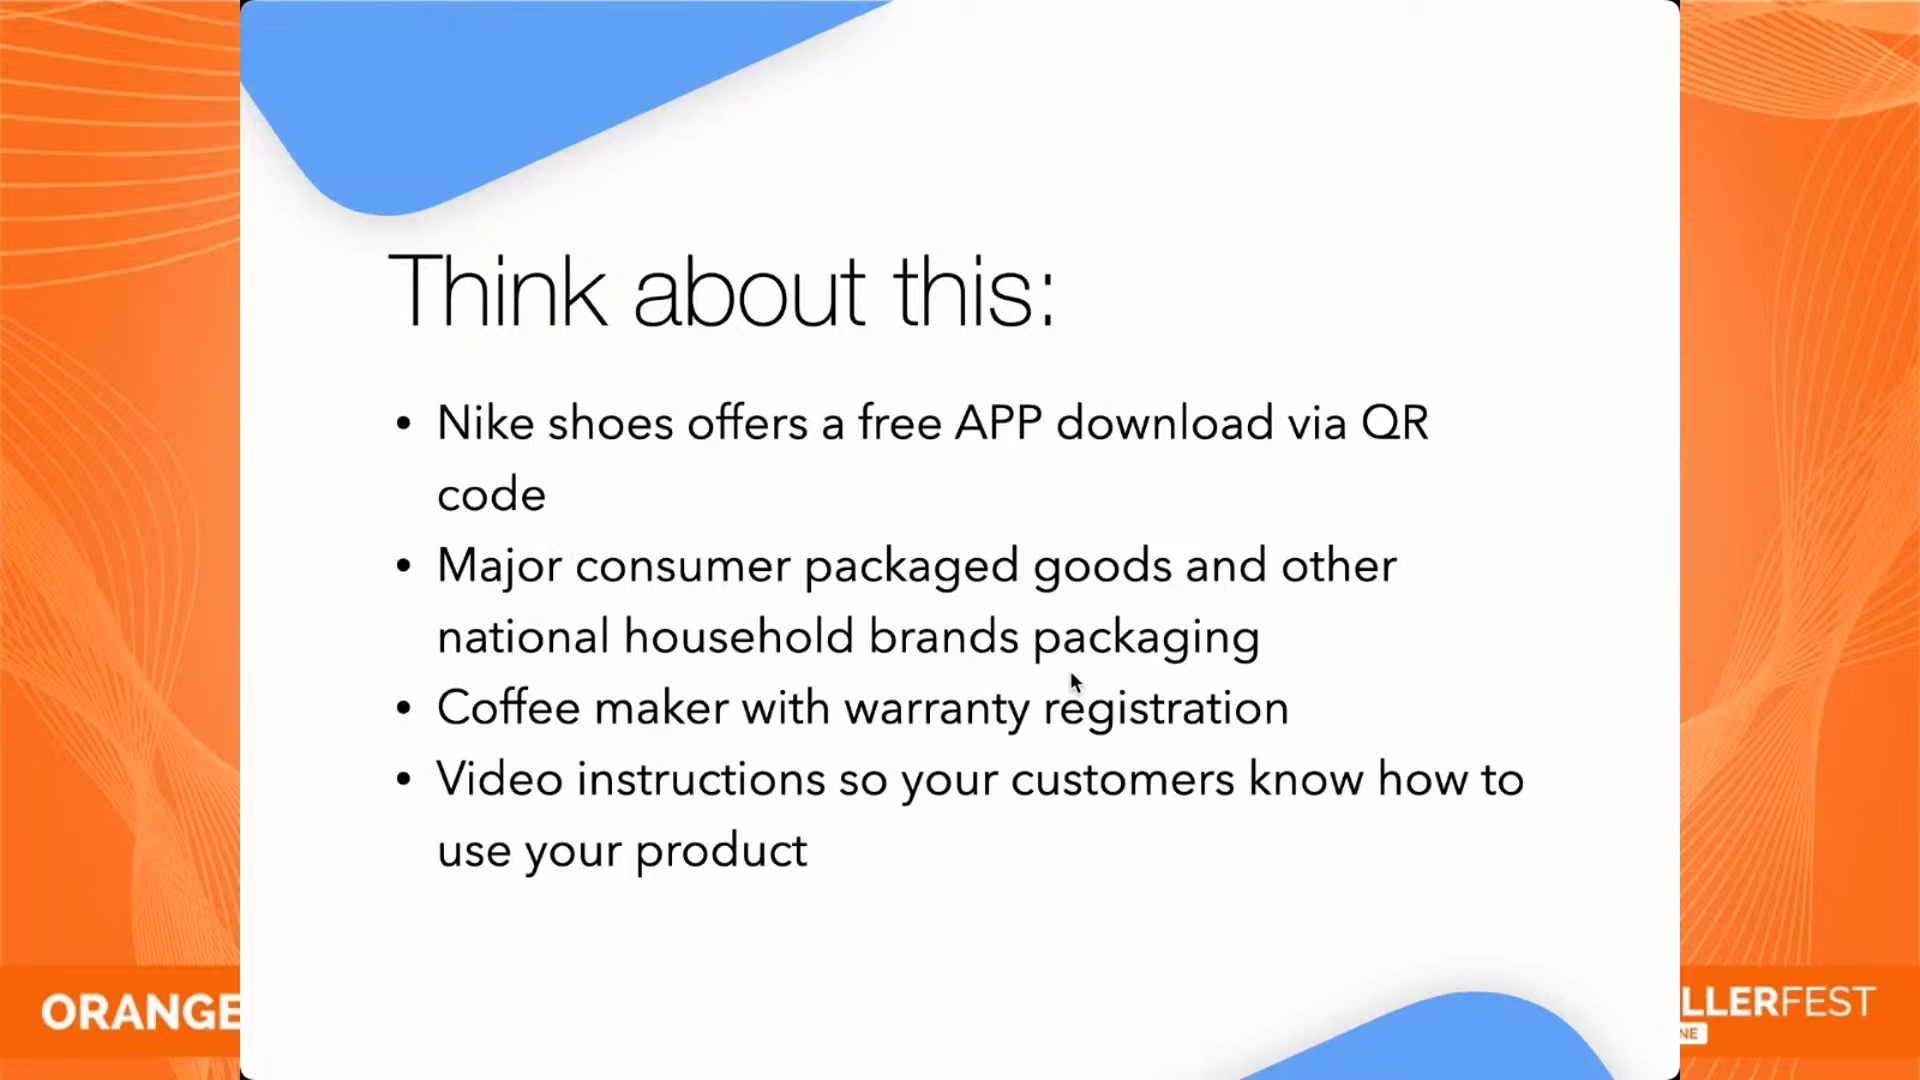 Think about this:
• Nike shoes offers a free APP download via QR
code
• Major consumer packaged goods and other
national household brands packaging
• Coffee maker with warranty registration
• Video instructions so your customers know how to
use your product
ORANGE
LLERFEST
NE